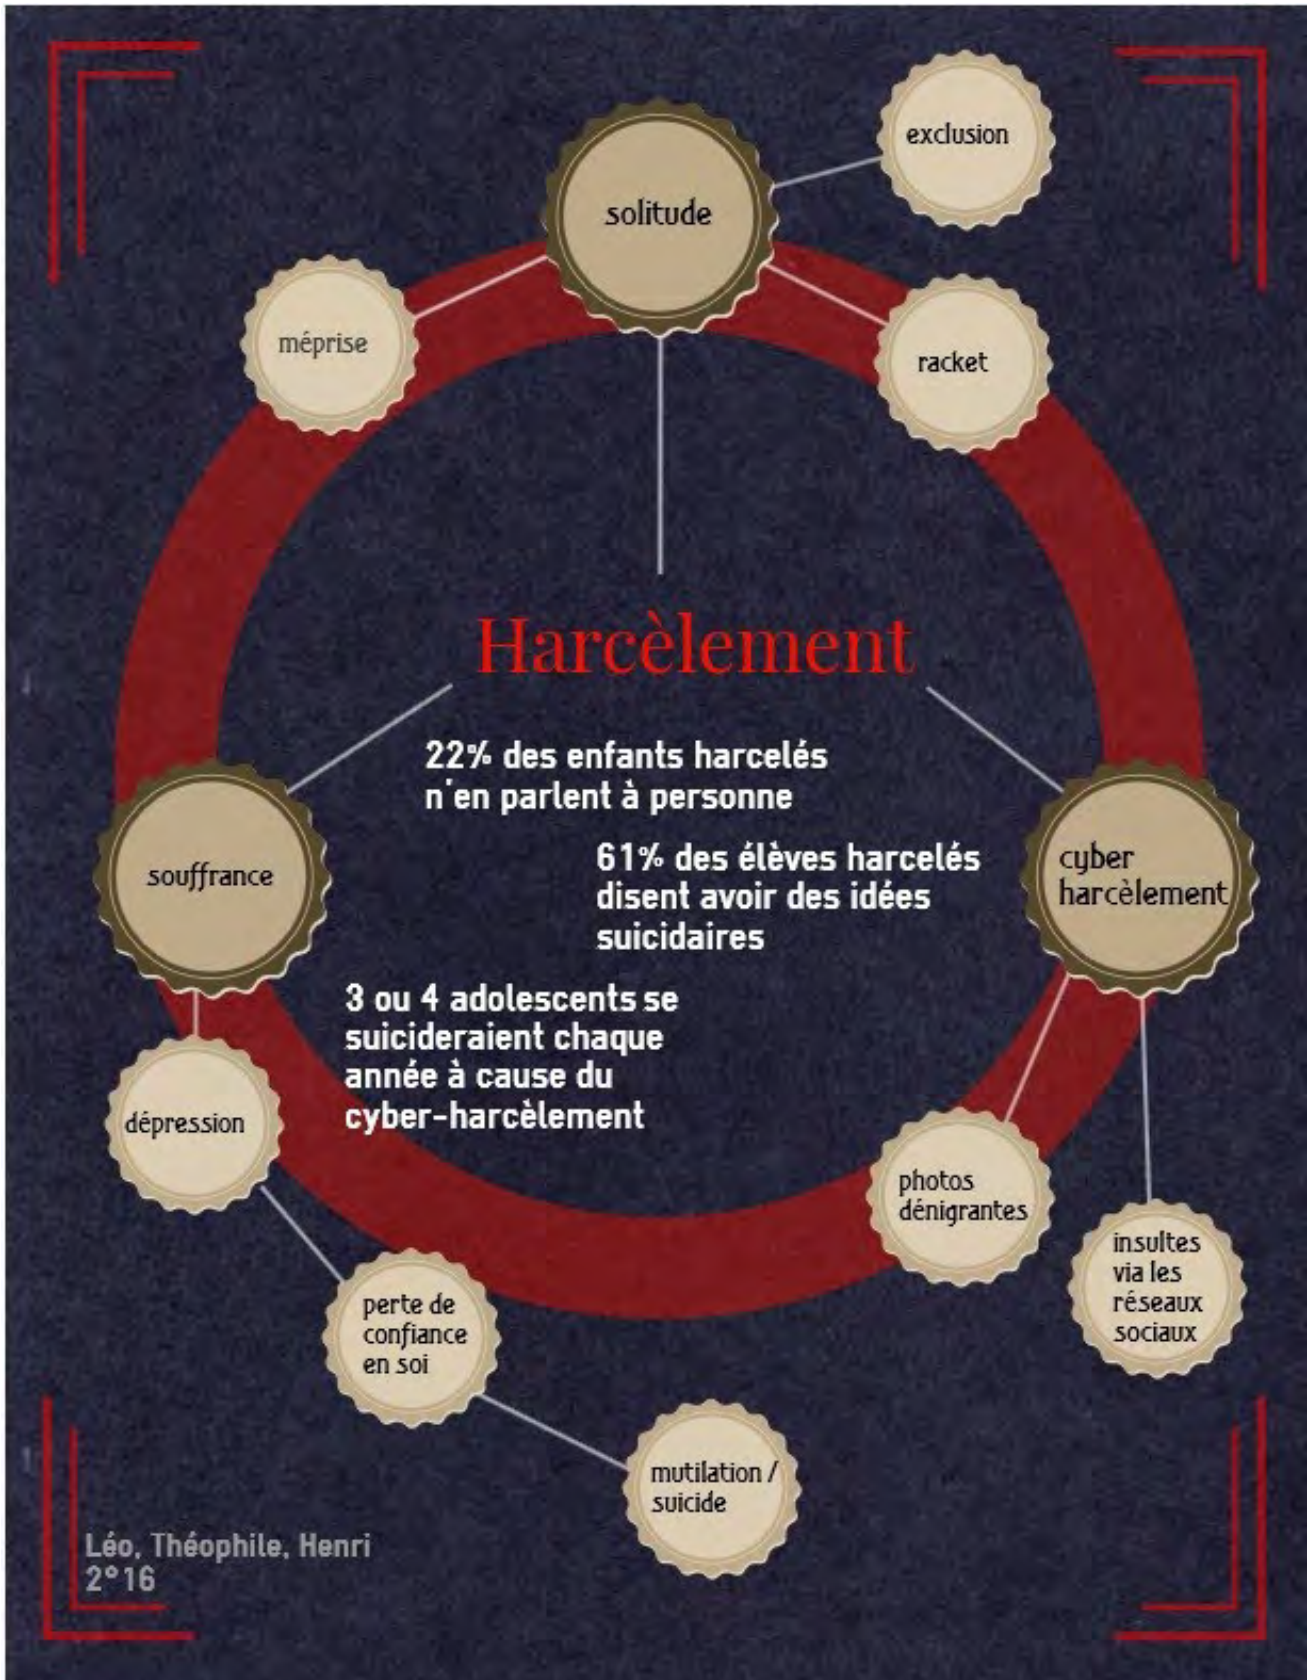 exclusion
solitude
méprise
racket
Harcèlement
22% des enfants harcelés
n'en parlent à personne
61% des élèves harcelés
disent avoir des idées
suicidaires
souffrance
cyber
harcèlement
3 ou 4 adolescents se
suicideraient chaque
année à cause du
cyber-harcèlement
dépression
photos
dénigrantes
insultes
via les
réseaux
sociaux
perte de
confiance
en soi
mutilation /
suicide
Léo, Théophile, Henri
2°16